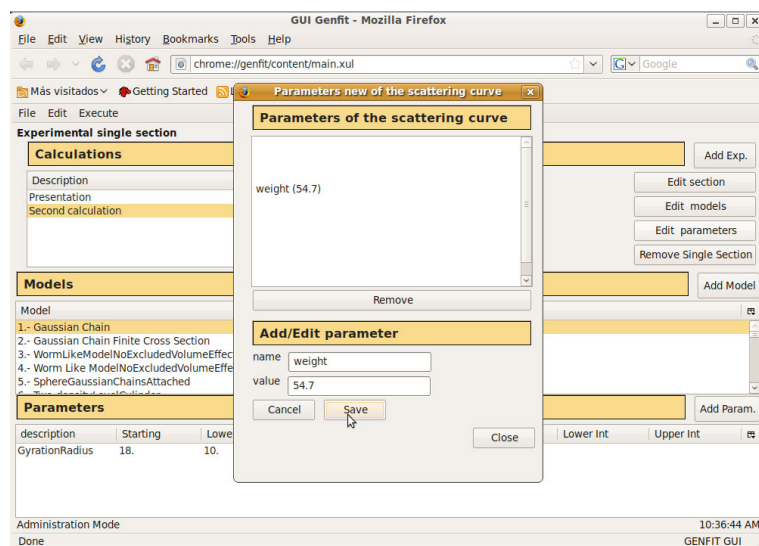 GUI Genfit - Mozilla Firefox
File Edit View History Bookmarks Tools Help
chrome://genfit/content/main.xul
Google
Más visitados Getting Started
Parameters new of the scattering curve
File Edit Execute
Parameters of the scattering curve
Experimental single section
Calculations
Add Exp.
Description
Edit section
Presentation
weight (54.7)
Second calculation
Edit models
Edit parameters
Remove Single Section
Models
Add Model
Remove
Model
1.- Gaussian Chain
Add/Edit parameter
2.- Gaussian Chain Finite Cross Section
3.- WormLikeModelNoExcludedVolumeEffec
name weight
4.- Worm Like ModelNoExcludedVolumeEffe
5.- SphereGaussianChainsAttached
value 54.7
Parameters
Cancel Save
Add Param.
description Starting Lowe
Close
Lower Int Upper Int
GyrationRadius 18. 10.
Administration Mode
10:36:44 AM
Done
GENFIT GUI